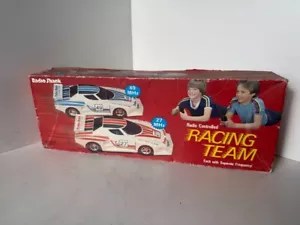 Radio Shack
49
MHz
27
MHz
Radio Controlled
RACING
TEAM
Each with Separate Frequency!